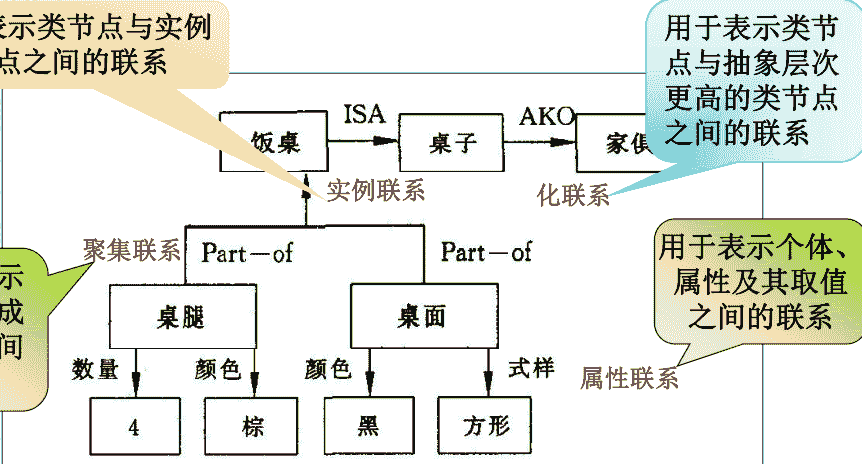 表示类节点与实例
点之间的联系
用于表示类节
点与抽象层次
更高的类节点
之间的联系
ISA
AKO
饭桌
桌子
家俱
实例联系
化联系
聚集联系
Part—of
Part—of
用于表示个体、
属性及其取值
之间的联系
示
成
间
桌腿
桌面
数量
颜色
颜色
式样
属性联系
4
棕
黑
方形